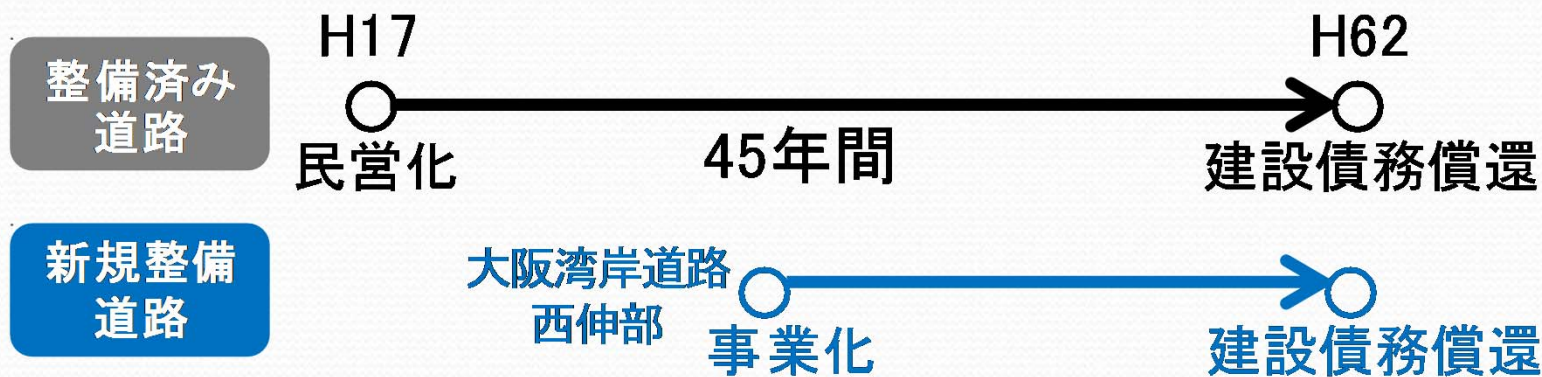 整備済み
道路
H17
民営化
45年間
H62
建設債務償還
新規整備
道路
大阪湾岸道路
西伸部
事業化
建設債務償還